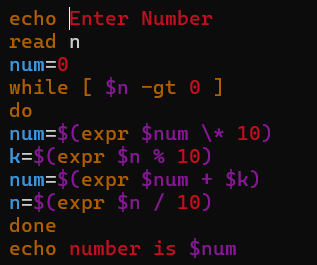 echo Enter Number
read n
num=0
while [ $n -gt 0 ]
do
num=$(expr $num \* 10)
k=$(expr $n % 10)
num=$(expr $num + $k)
n=$(expr $n / 10)
done
echo number is $num